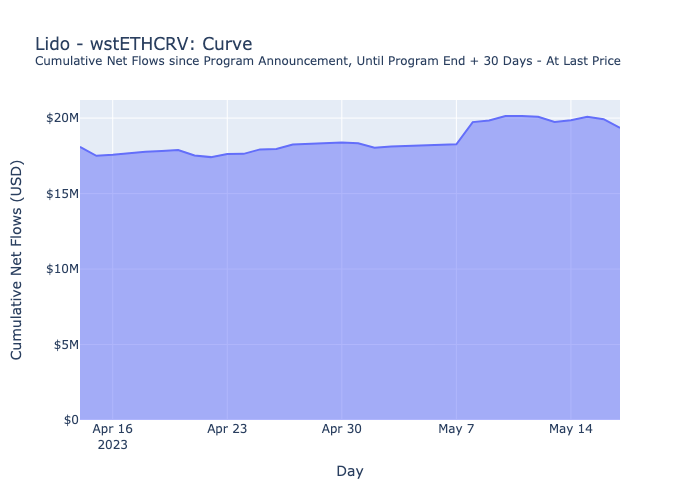 Lido - wstETHCRV: Curve
Cumulative Net Flows since Program Announcement, Until Program End + 30 Days - At Last Price
Cumulative Net Flows (USD)
$20M
$15M
$10M
$5M
$0
Apr 16 Apr 23 Apr 30 May 7 May 14
2023
Day